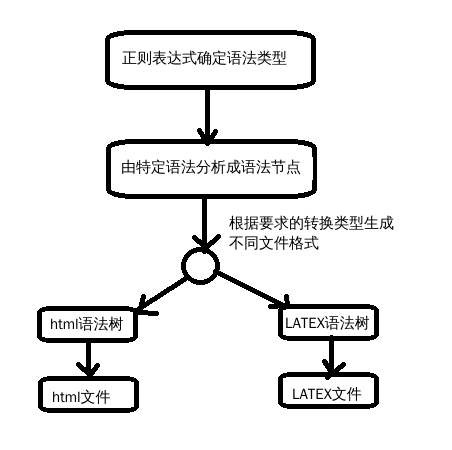 正则表达式确定语法类型
由特定语法分析成语法节点
根据要求的转换类型生成
不同文件格式
html语法树
LATEX语法树
html文件
LATEX文件